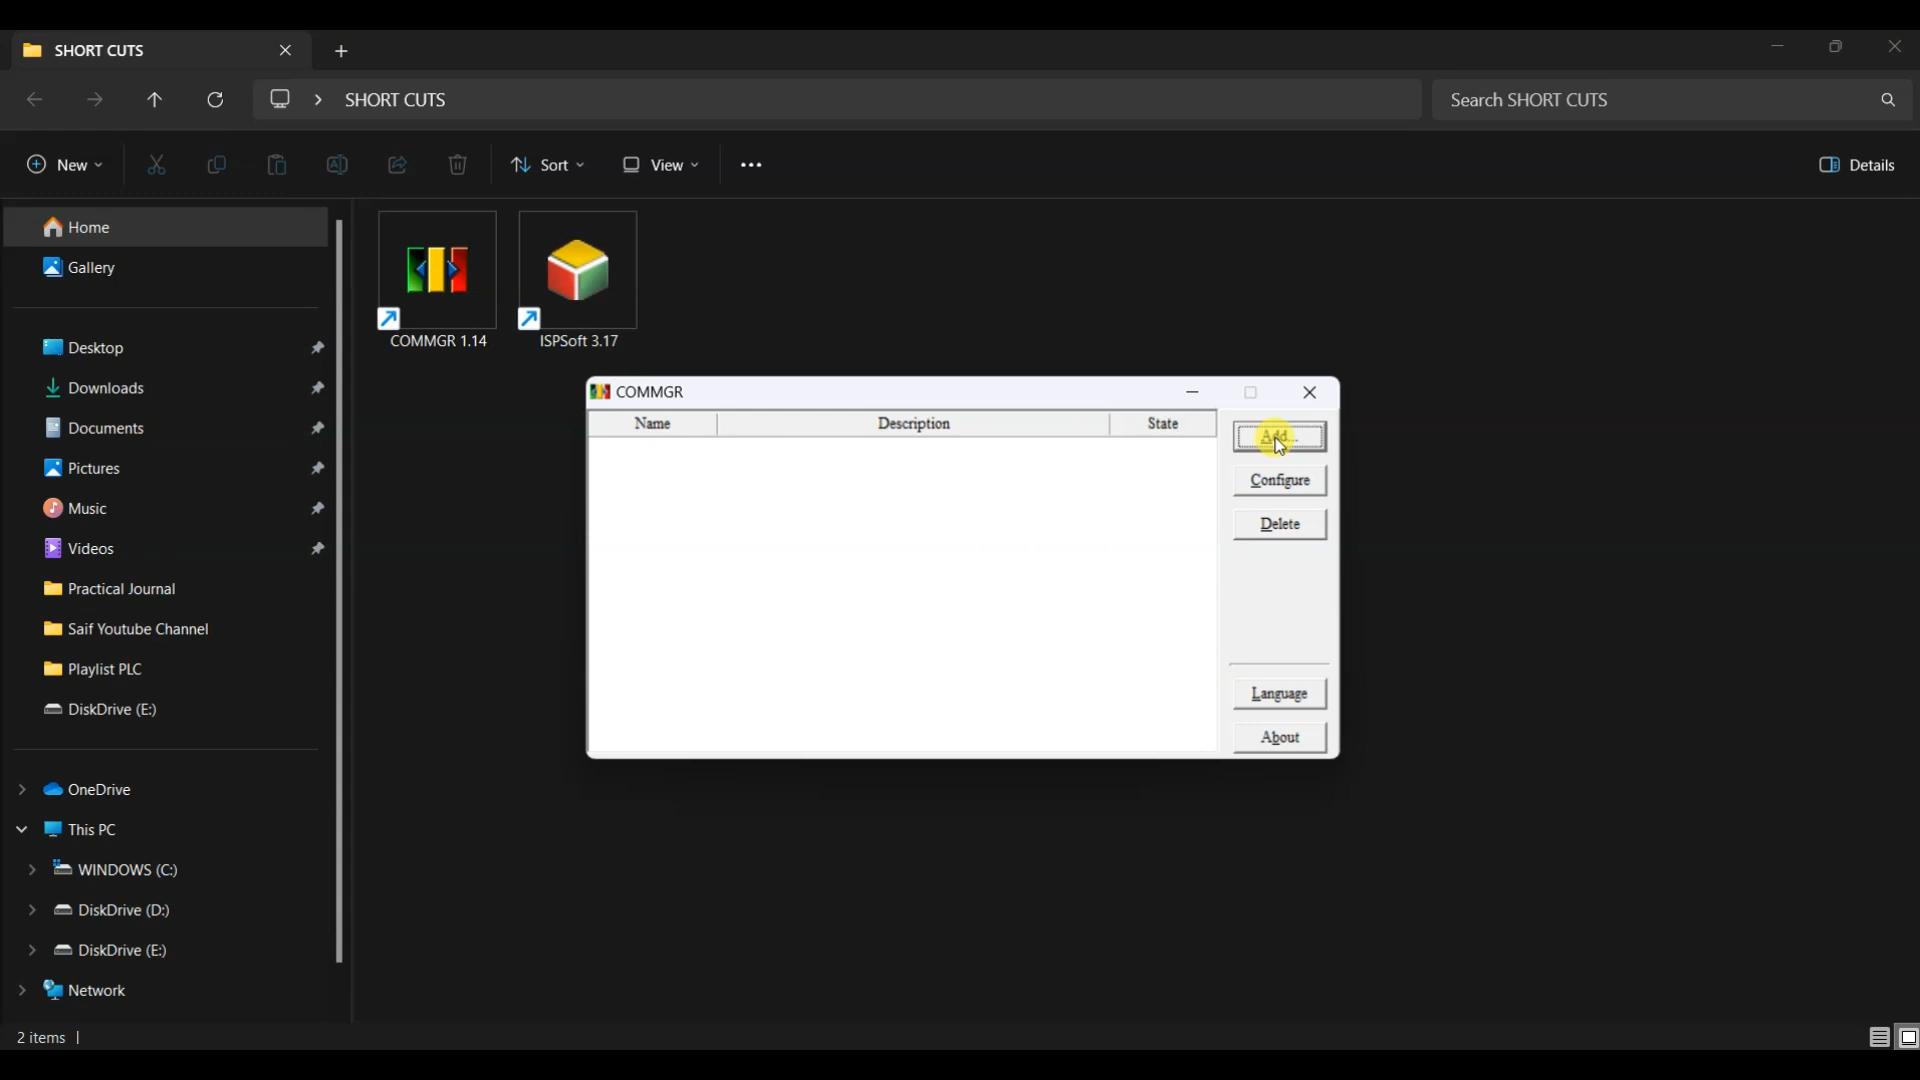 SHORT CUTS
SHORT CUTS
Search SHORT CUTS
New
Sort
View
Details
Home
Gallery
Desktop
Downloads
Documents
Pictures
Music
Videos
Practical Journal
Saif Youtube Channel
Playlist PLC
DiskDrive (E:)
OneDrive
This PC
WINDOWS (C:)
DiskDrive (D:)
DiskDrive (E:)
Network
COMMGR 1.14
ISPSoft 3.17
COMMGR
Name Description State
Add...
Configure
Delete
Language
About
2 items